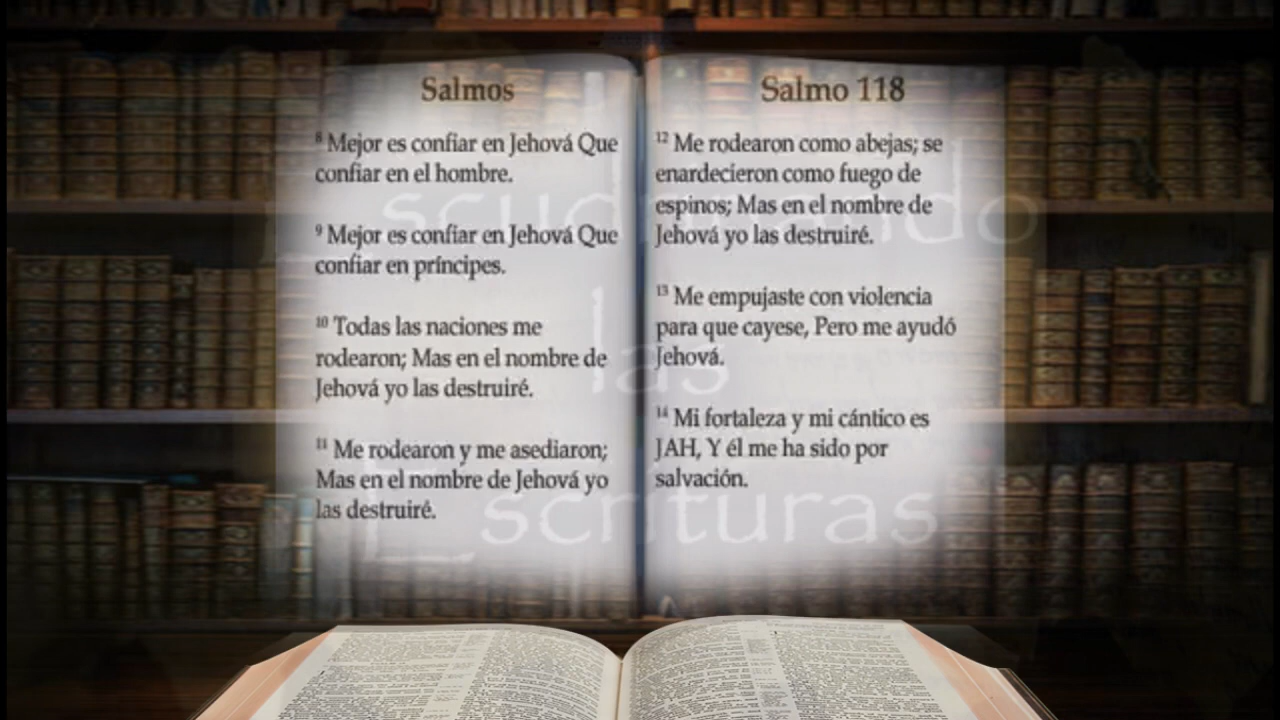 Salmos
⁸ Mejor es confiar en Jehová Que
confiar en el hombre.
⁹ Mejor es confiar en Jehová Que
confiar en príncipes.
¹⁰ Todas las naciones me
rodearon; Mas en el nombre de
Jehová yo las destruiré.
¹¹ Me rodearon y me asediaron;
Mas en el nombre de Jehová yo
las destruiré.
Salmo 118
¹² Me rodearon como abejas; se
enardecieron como fuego de
espinos; Mas en el nombre de
Jehová yo las destruiré.
¹³ Me empujaste con violencia
para que cayese, Pero me ayudó
Jehová.
¹⁴ Mi fortaleza y mi cántico es
JAH, Y él me ha sido por
salvación.
las
Escrituras